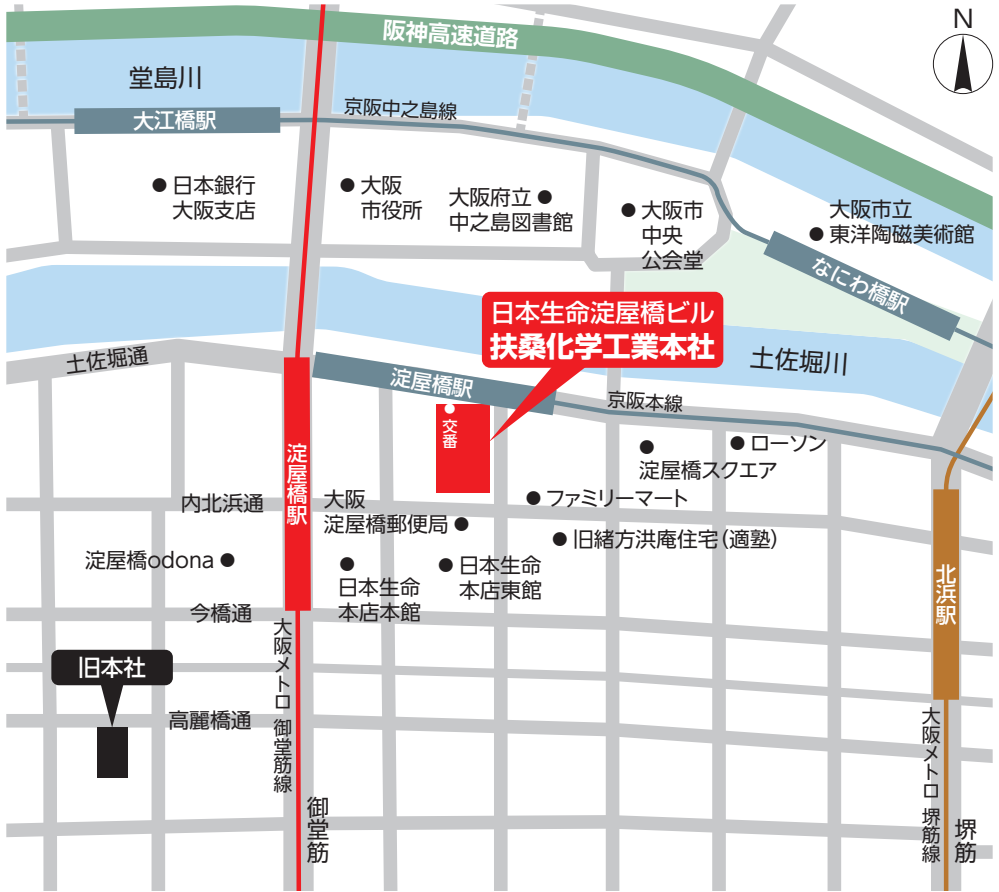 N
阪神高速道路
堂島川
京阪中之島線
大江橋駅
日本銀行
大阪支店
大阪
市役所
大阪府立
中之島図書館
大阪市
中央
公会堂
大阪市立
東洋陶磁美術館
なにわ橋駅
日本生命淀屋橋ビル
扶桑化学工業本社
土佐堀通
土佐堀川
淀屋橋駅
京阪本線
交番
淀屋橋駅
ローソン
淀屋橋スクエア
内北浜通
大阪
淀屋橋郵便局
ファミリーマート
旧緒方洪庵住宅(適塾)
淀屋橋odona
日本生命
本店本館
日本生命
本店東館
北浜駅
今橋通
大阪メトロ 御堂筋線
旧本社
高麗橋通
御堂筋
大阪メトロ 堺筋線
堺筋